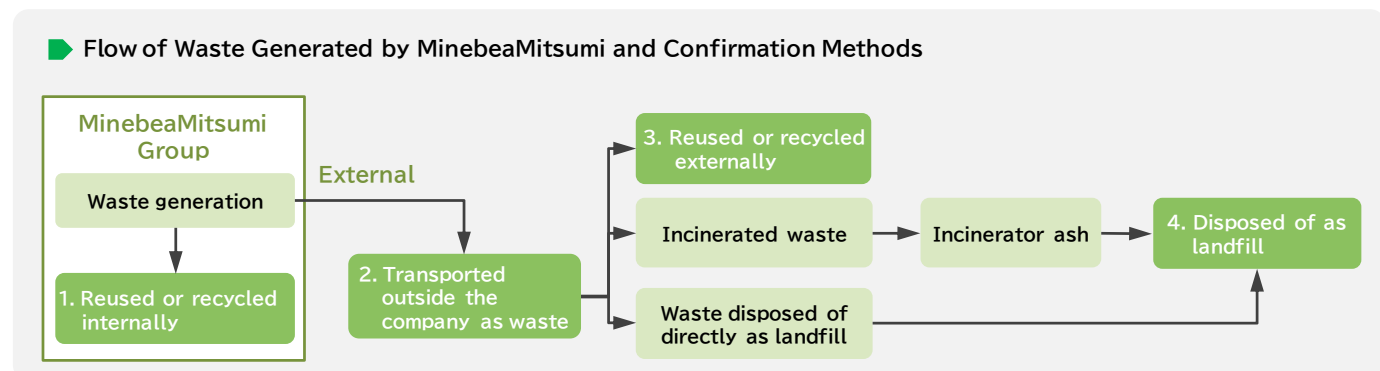 Flow of Waste Generated by MinebeaMitsumi and Confirmation Methods
MinebeaMitsumi
Group
Waste generation
1. Reused or recycled
internally
External
2. Transported
outside the
company as waste
3. Reused or recycled
externally
Incinerated waste
Incinerator ash
4. Disposed of as
landfill
Waste disposed of
directly as landfill